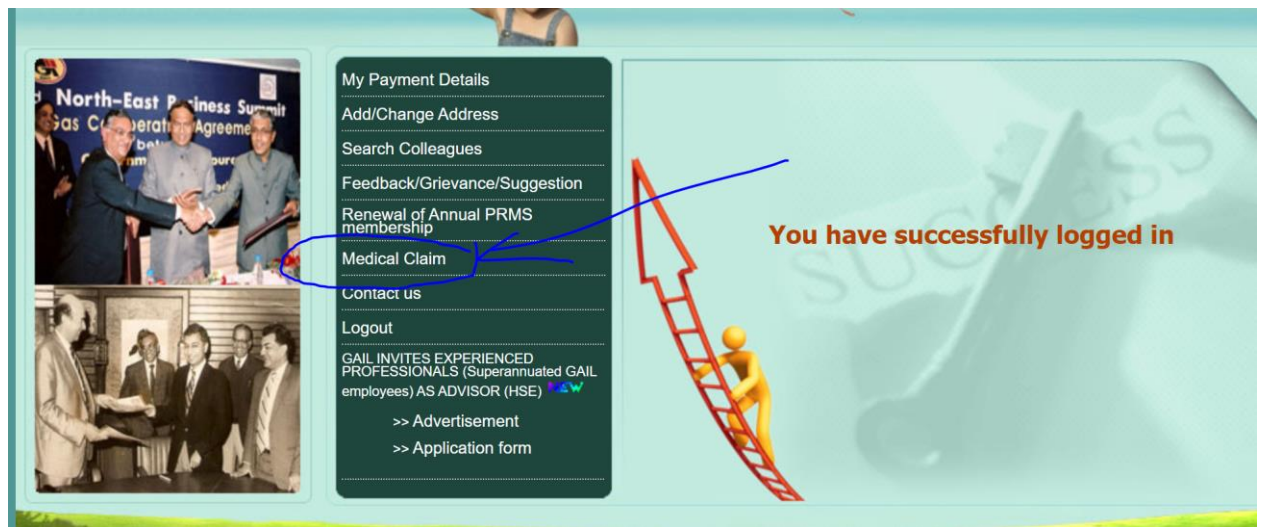 North-East Business Summit
Gas Cooperation Agreement
My Payment Details
Add/Change Address
Search Colleagues
Feedback/Grievance/Suggestion
Renewal of Annual PRMS
membership
Medical Claim
Contact us
Logout
GAIL INVITES EXPERIENCED
PROFESSIONALS (Superannuated GAIL
employees) AS ADVISOR (HSE) NEW
>> Advertisement
>> Application form
SUCCESS
You have successfully logged in